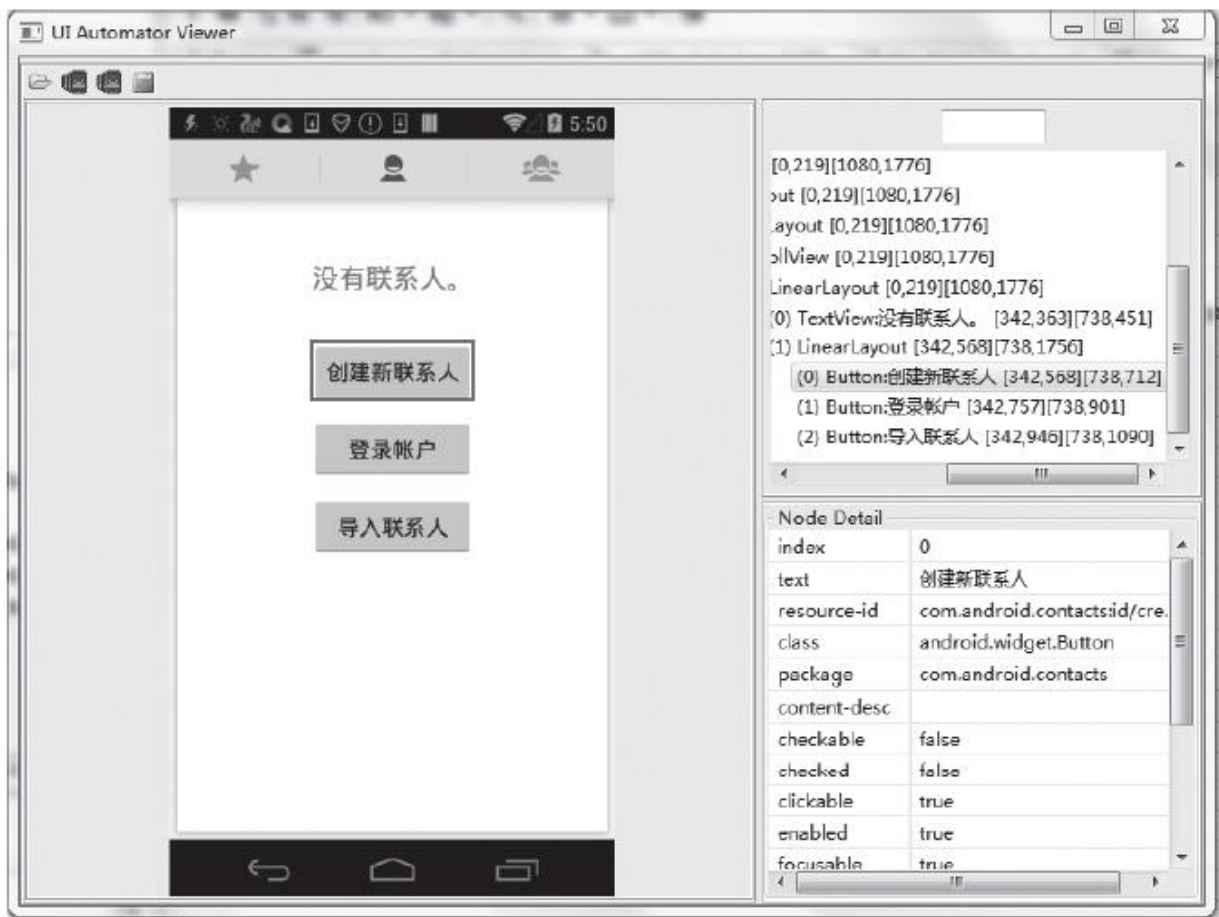 UI Automator Viewer
5:50
没有联系人。
创建新联系人
登录帐户
导入联系人
[0,219][1080,1776]
out [0,219][1080,1776]
ayout [0,219][1080,1776]
ollView [0,219][1080,1776]
LinearLayout [0,219][1080,1776]
(0) TextView:没有联系人。 [342,363][738,451]
(1) LinearLayout [342,568][738,1756]
(0) Button:创建新联系人 [342,568][738,712]
(1) Button:登录帐户 [342,757][738,901]
(2) Button:导入联系人 [342,946][738,1090]
Node Detail
index 0
text 创建新联系人
resource-id com.android.contacts:id/cre.
class android.widget.Button
package com.android.contacts
content-desc
checkable false
checked false
clickable true
enabled true
focusable true